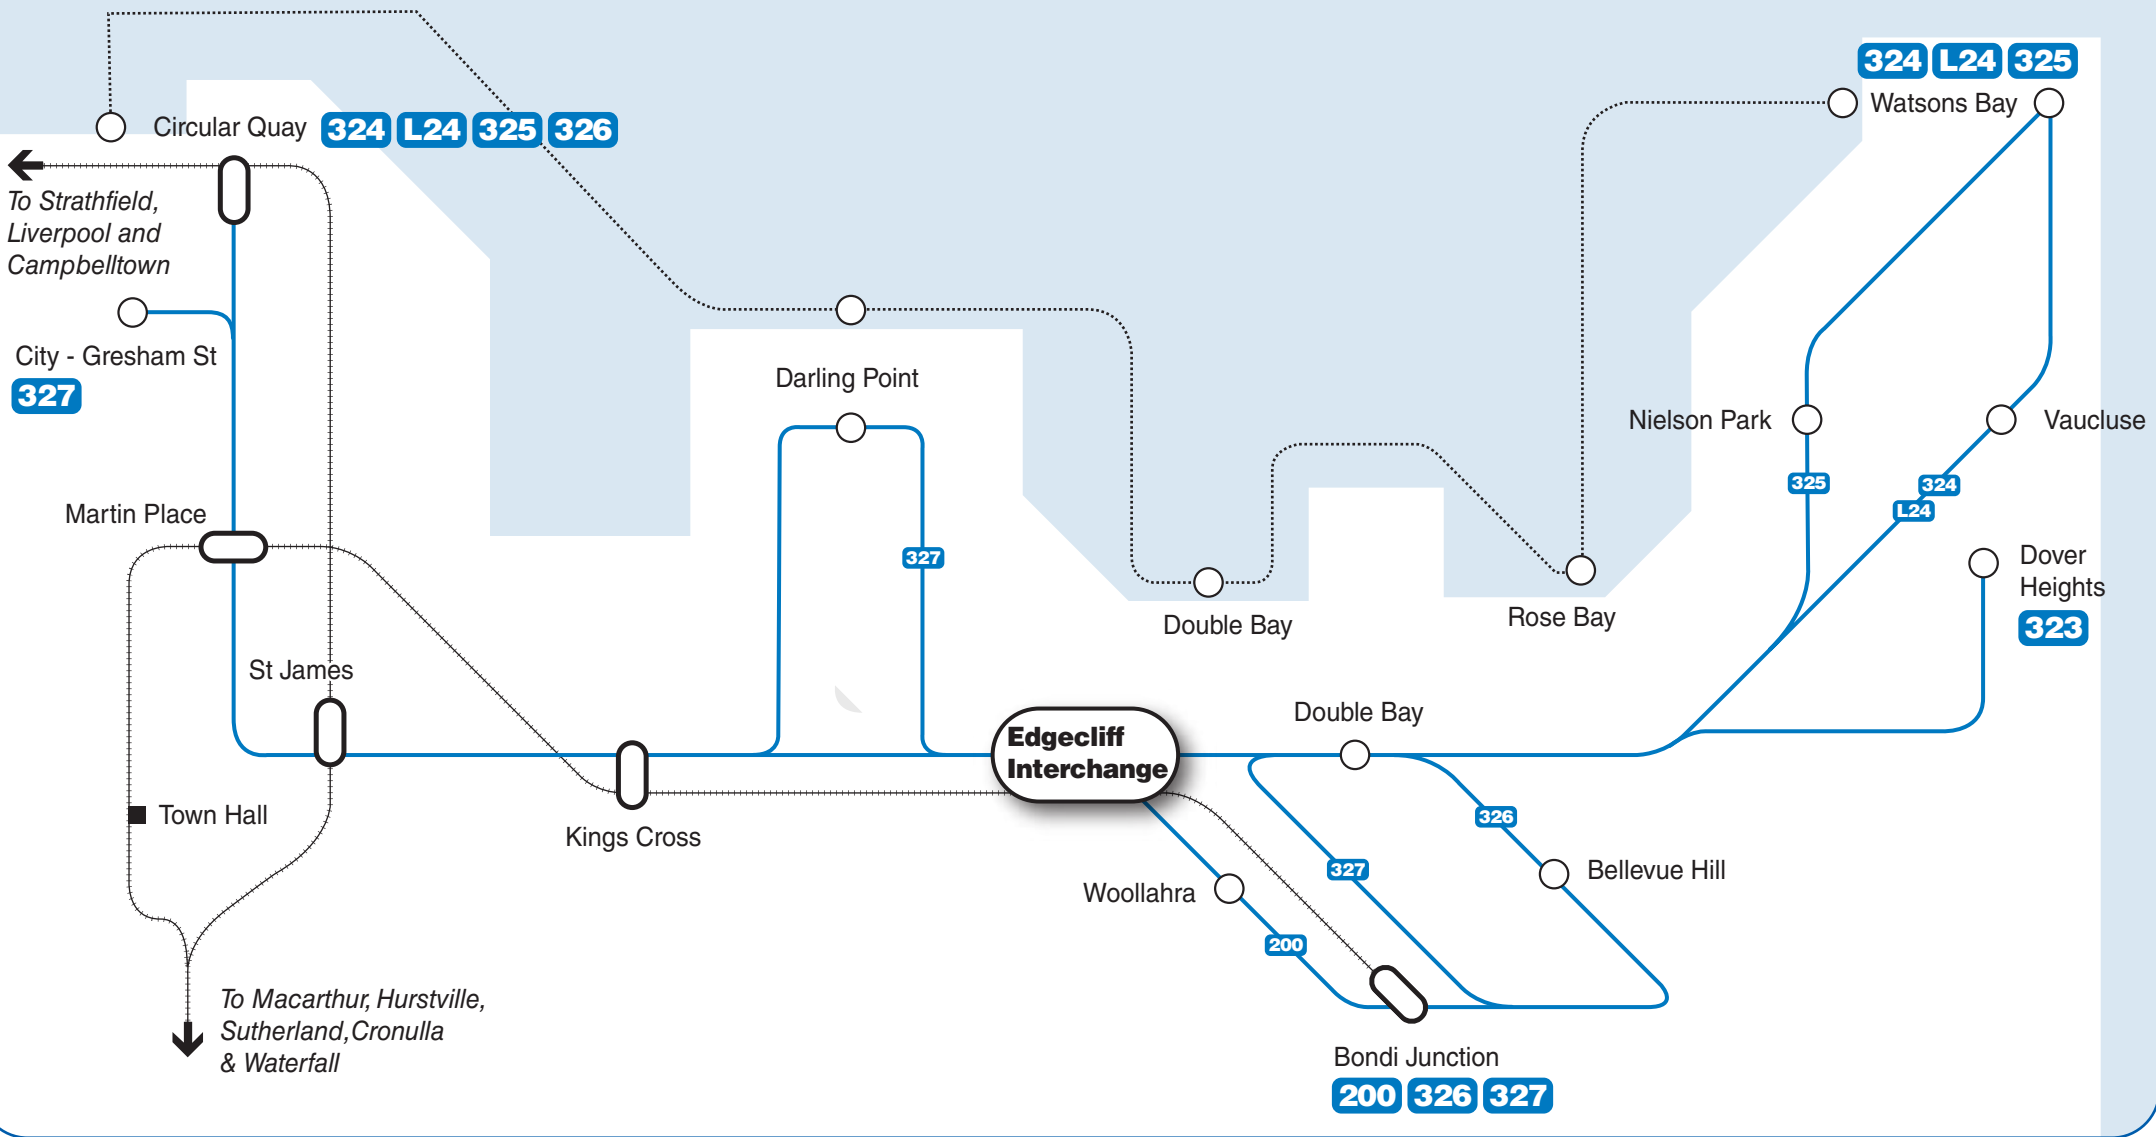 324 L24 325
Watsons Bay
Circular Quay 324 L24 325 326
To Strathfield,
Liverpool and
Campbelltown
City - Gresham St
327
Darling Point
Nielson Park
Vaucluse
325
324
L24
Martin Place
327
Dover
Heights
323
Double Bay
Rose Bay
St James
Double Bay
Edgecliff
Interchange
Town Hall
Kings Cross
326
327
Bellevue Hill
Woollahra
200
To Macarthur, Hurstville,
Sutherland,Cronulla
& Waterfall
Bondi Junction
200 326 327